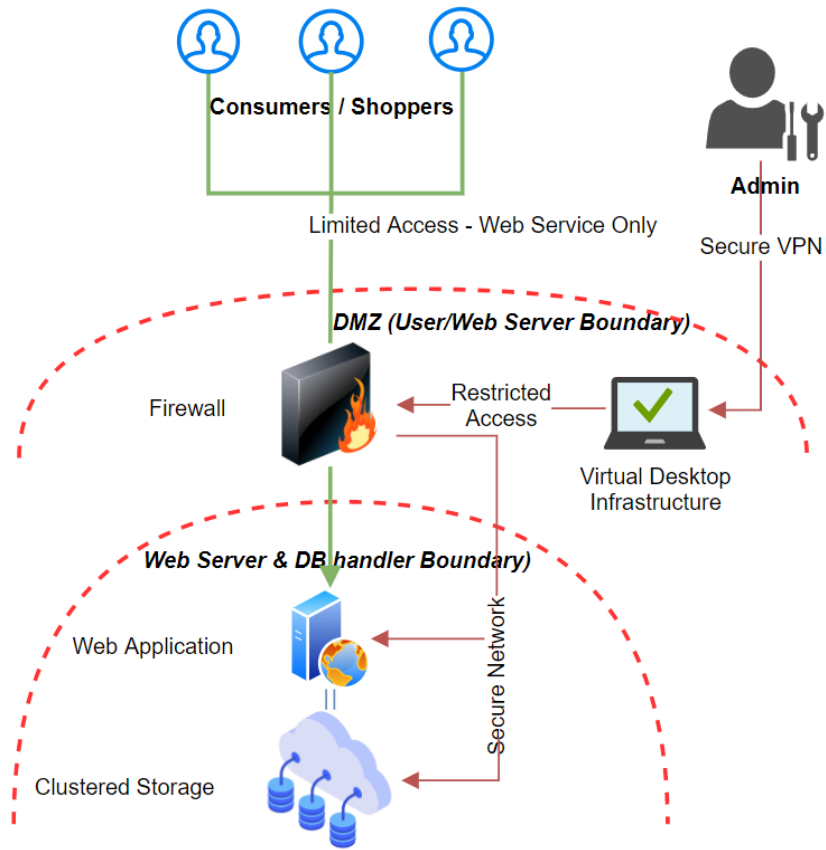 Consumers / Shoppers
Admin
Limited Access - Web Service Only
Secure VPN
DMZ (User/Web Server Boundary)
Firewall
Restricted
Access
Virtual Desktop
Infrastructure
Web Server & DB handler Boundary)
Web Application
Secure Network
Clustered Storage